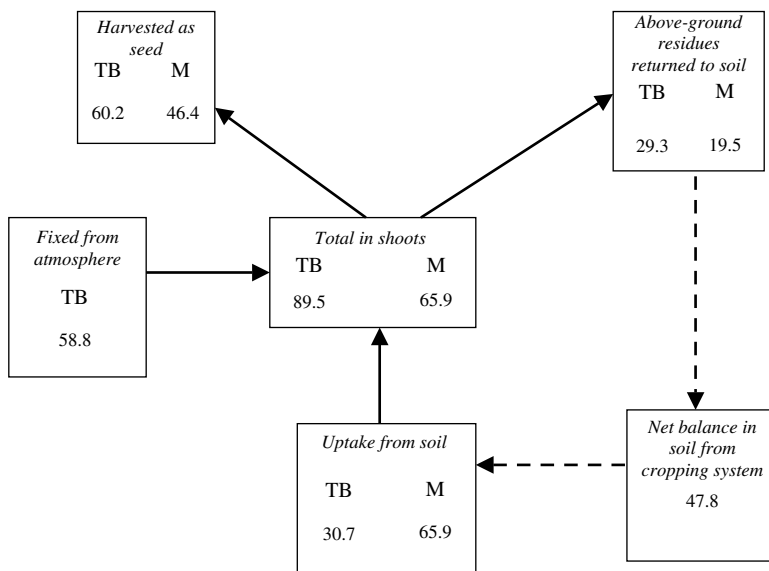 Harvested as
seed
TB M
60.2 46.4
Above-ground
residues
returned to soil
TB M
29.3 19.5
Fixed from
atmosphere
TB
58.8
Total in shoots
TB M
89.5 65.9
Uptake from soil
TB M
30.7 65.9
Net balance in
soil from
cropping system
47.8